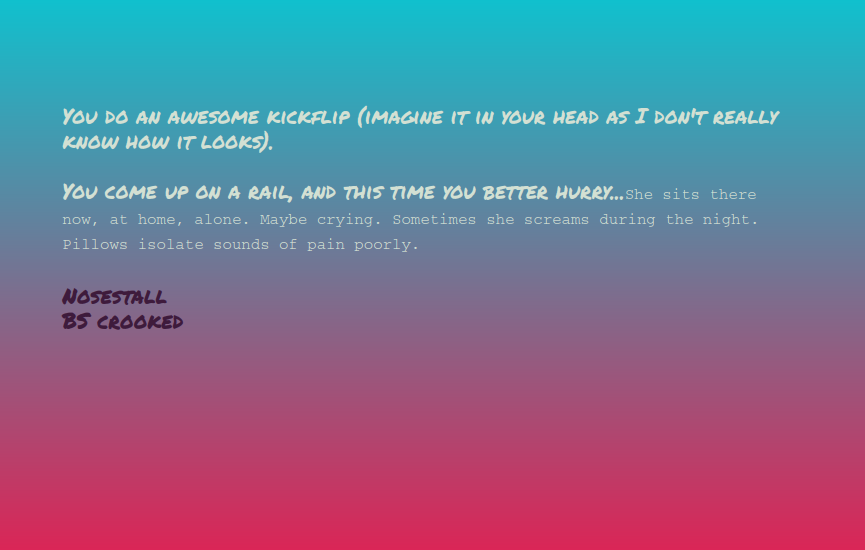 You do an awesome kickflip (imagine it in your head as I don't really
know how it looks).
You come up on a rail, and this time you better hurry...She sits there
now, at home, alone. Maybe crying. Sometimes she screams during the night.
Pillows isolate sounds of pain poorly.
Nosestall
BS crooked